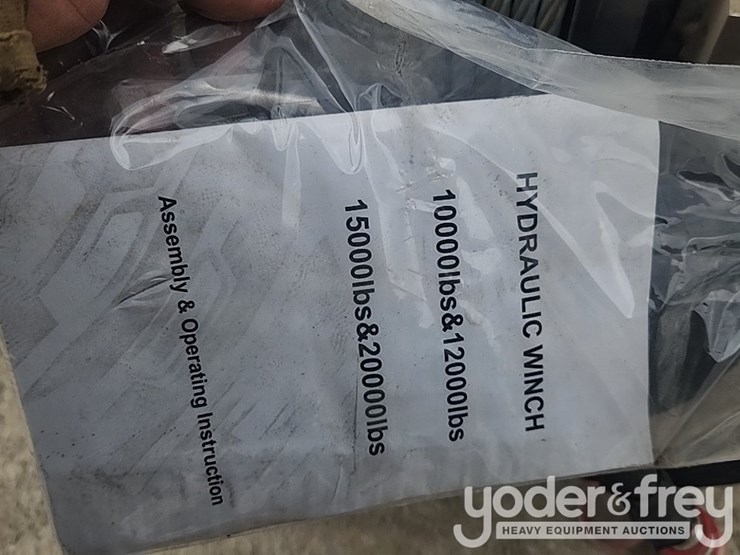 HYDRAULIC WINCH
10000lbs&12000lbs
15000lbs&20000lbs
Assembly & Operating Instruction
yoder&frey
HEAVY EQUIPMENT AUCTIONS